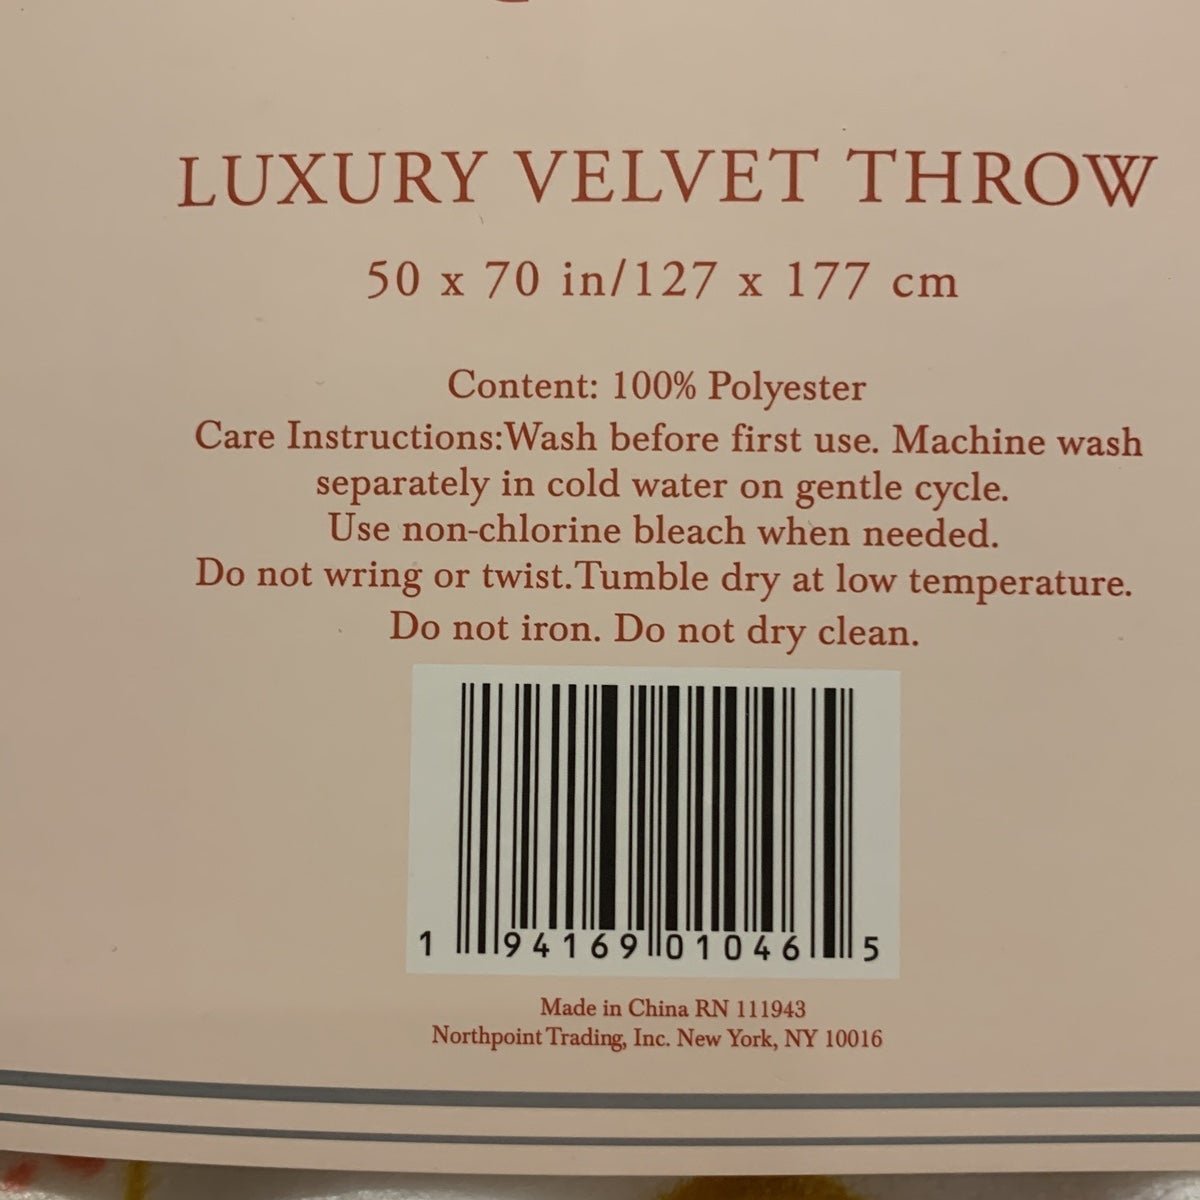 LUXURY VELVET THROW
50 x 70 in/127 x 177 cm
Content: 100% Polyester
Care Instructions:Wash before first use. Machine wash
separately in cold water on gentle cycle.
Use non-chlorine bleach when needed.
Do not wring or twist.Tumble dry at low temperature.
Do not iron. Do not dry clean.
1 94169 01046 5
Made in China RN 111943
Northpoint Trading, Inc. New York, NY 10016